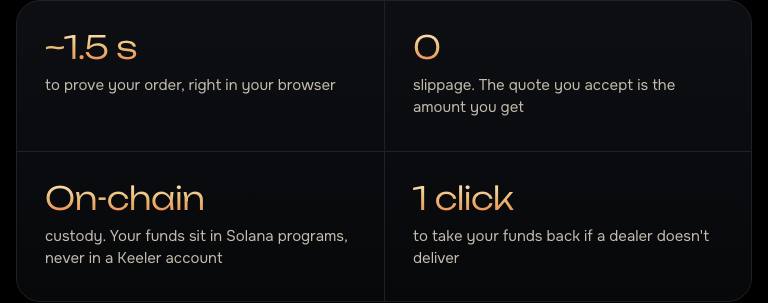 ~1.5 s
to prove your order, right in your browser
0
slippage. The quote you accept is the
amount you get
On-chain
custody. Your funds sit in Solana programs,
never in a Keeler account
1 click
to take your funds back if a dealer doesn't
deliver